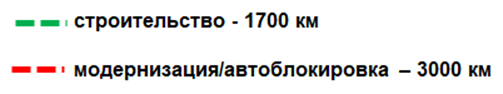 строительство - 1700 км
модернизация/автоблокировка – 3000 км